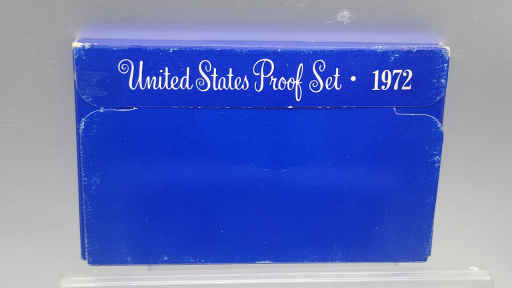 United States Proof Set • 1972